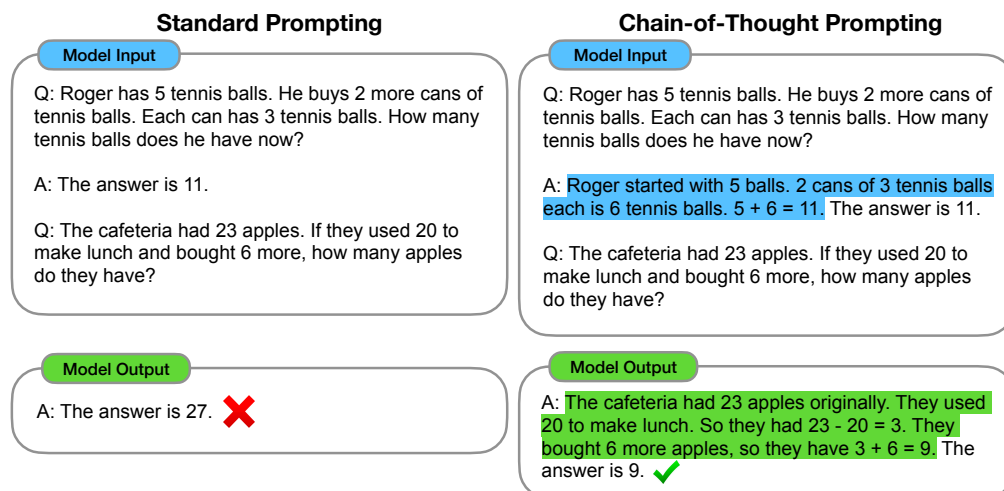 Standard Prompting
Model Input
Q: Roger has 5 tennis balls. He buys 2 more cans of
tennis balls. Each can has 3 tennis balls. How many
tennis balls does he have now?
A: The answer is 11.
Q: The cafeteria had 23 apples. If they used 20 to
make lunch and bought 6 more, how many apples
do they have?
Model Output
A: The answer is 27.
Chain-of-Thought Prompting
Model Input
Q: Roger has 5 tennis balls. He buys 2 more cans of
tennis balls. Each can has 3 tennis balls. How many
tennis balls does he have now?
A: Roger started with 5 balls. 2 cans of 3 tennis balls
each is 6 tennis balls. 5 + 6 = 11. The answer is 11.
Q: The cafeteria had 23 apples. If they used 20 to
make lunch and bought 6 more, how many apples
do they have?
Model Output
A: The cafeteria had 23 apples originally. They used
20 to make lunch. So they had 23 - 20 = 3. They
bought 6 more apples, so they have 3 + 6 = 9. The
answer is 9.